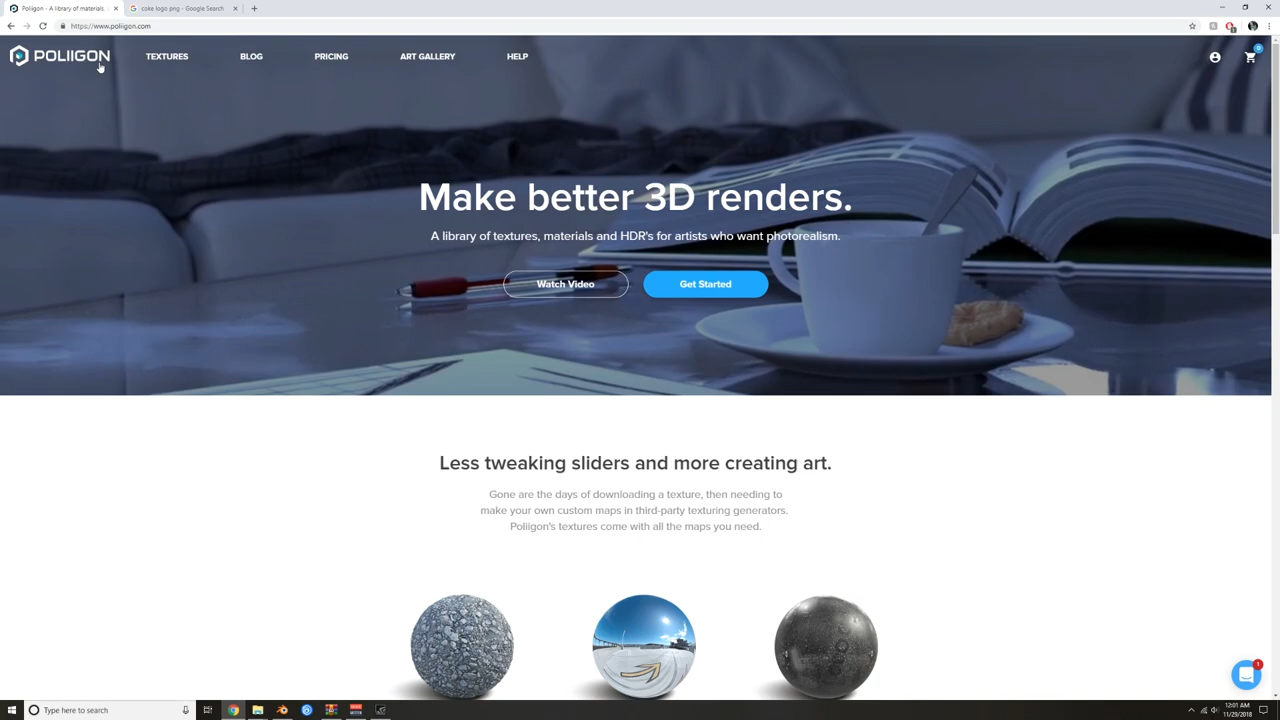 Poliigon - A library of materials
coke logo png - Google Search
https://www.poliigon.com
1
POLIIGON
TEXTURES
BLOG
PRICING
ART GALLERY
HELP
0
Make better 3D renders.
A library of textures, materials and HDR's for artists who want photorealism.
Watch Video
Get Started
Less tweaking sliders and more creating art.
Gone are the days of downloading a texture, then needing to
make your own custom maps in third-party texturing generators.
Poliigon's textures come with all the maps you need.
1
Type here to search
12:01 AM
11/29/2018